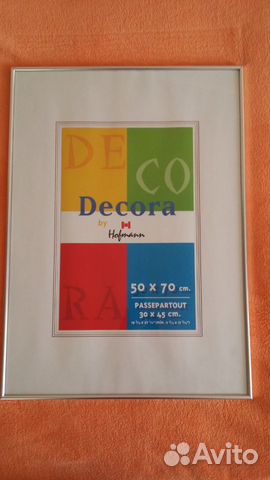 DE
CO
Decora
by Hofmann
RA
50 x 70 cm.
PASSEPARTOUT
30 x 45 cm.
Avito